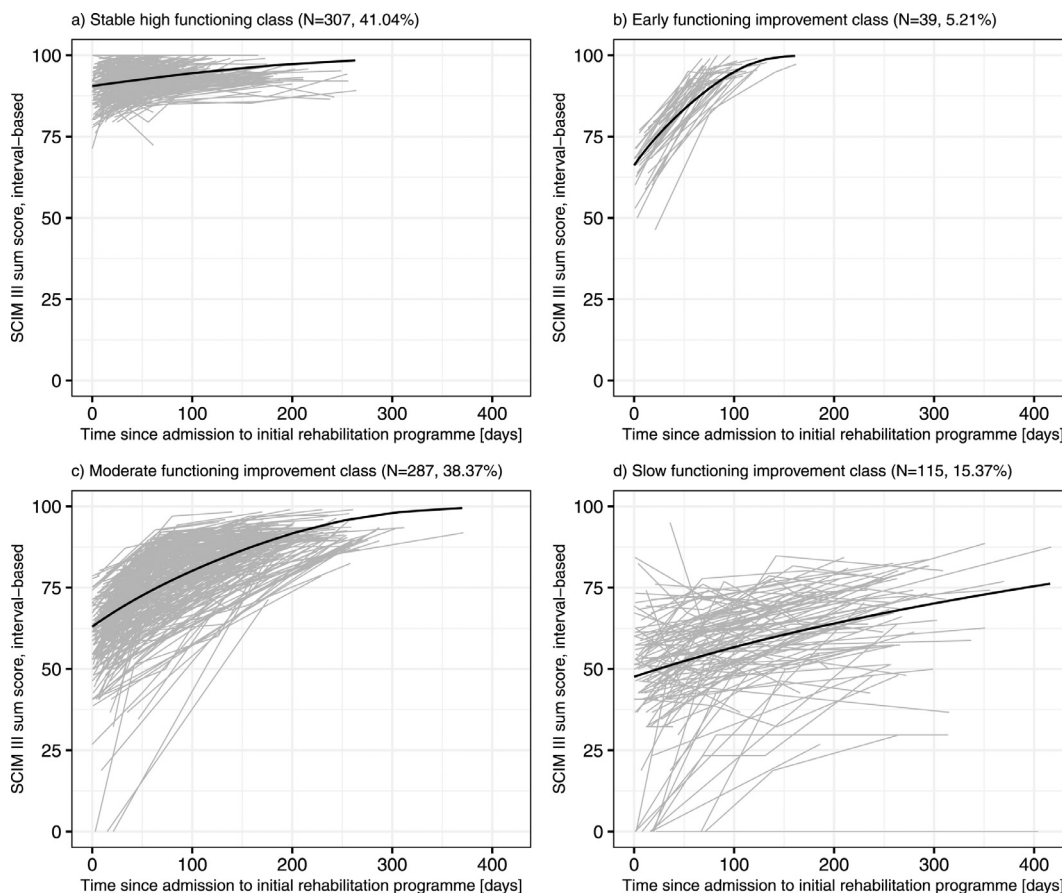 a) Stable high functioning class (N=307, 41.04%)
SCIM III sum score, interval−based
100
75
50
25
0
0 100 200 300 400
Time since admission to initial rehabilitation programme [days]
b) Early functioning improvement class (N=39, 5.21%)
SCIM III sum score, interval−based
100
75
50
25
0
0 100 200 300 400
Time since admission to initial rehabilitation programme [days]
c) Moderate functioning improvement class (N=287, 38.37%)
SCIM III sum score, interval−based
100
75
50
25
0
0 100 200 300 400
Time since admission to initial rehabilitation programme [days]
d) Slow functioning improvement class (N=115, 15.37%)
SCIM III sum score, interval−based
100
75
50
25
0
0 100 200 300 400
Time since admission to initial rehabilitation programme [days]